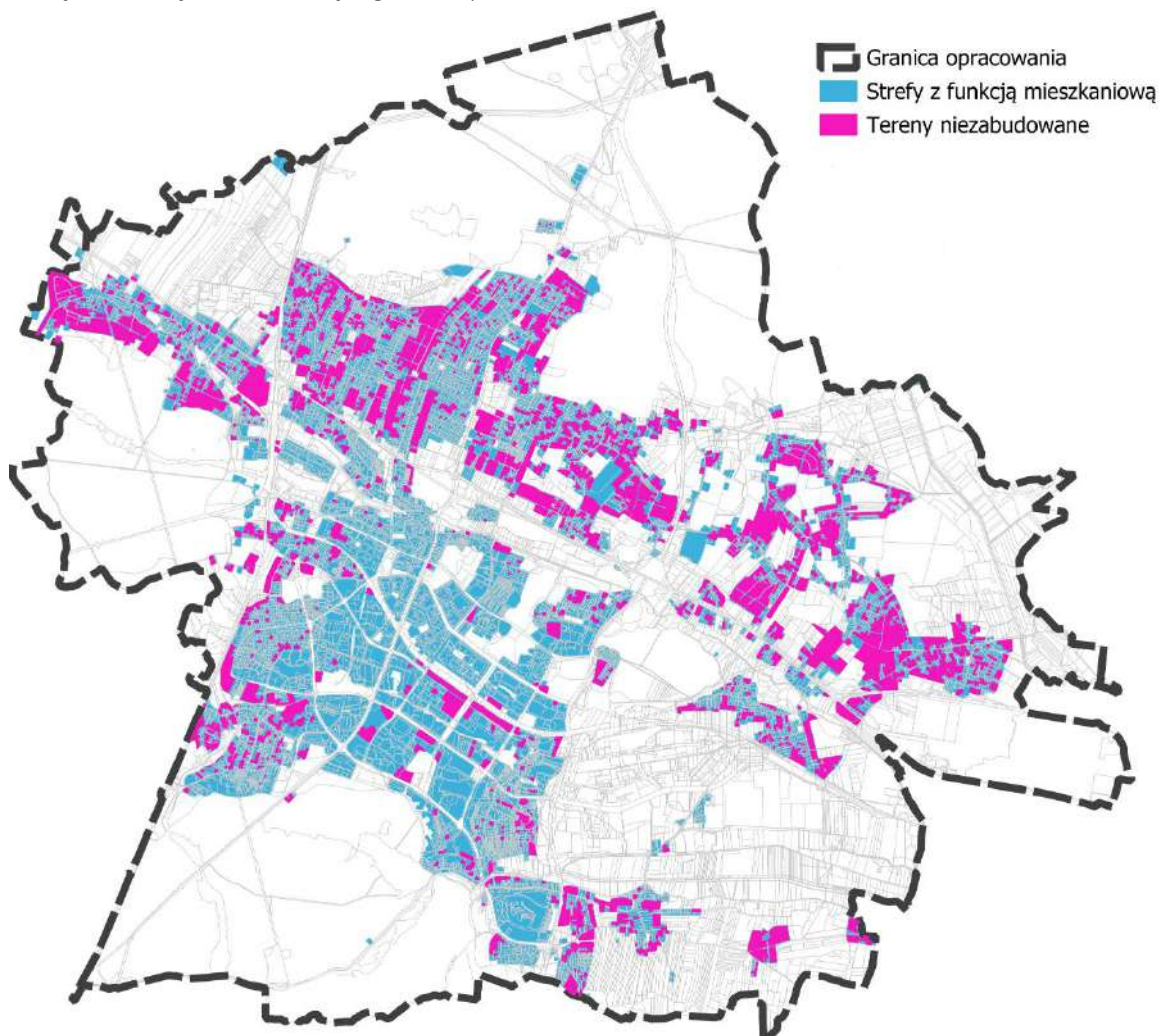 Granica opracowania
Strefy z funkcją mieszkaniową
Tereny niezabudowane